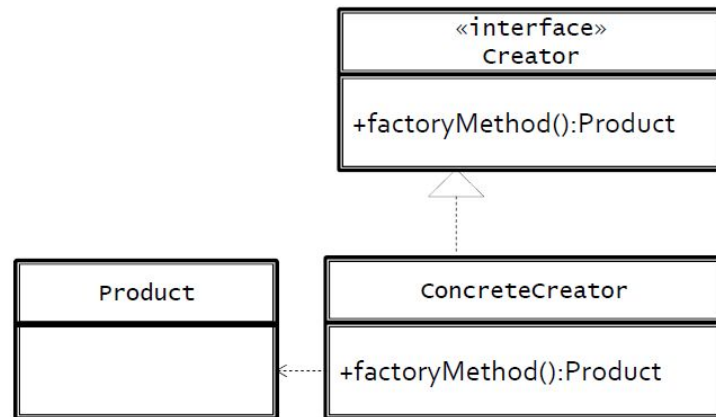 «interface»
Creator
+factoryMethod():Product
Product
ConcreteCreator
+factoryMethod():Product